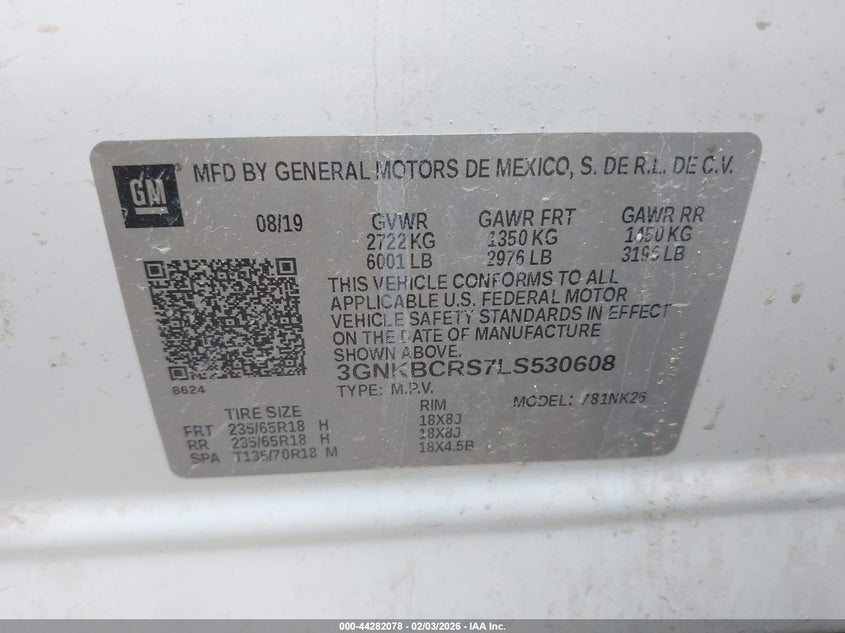 GM
MFD BY GENERAL MOTORS DE MEXICO, S. DE R.L. DE C.V.
08/19 GVWR GAWR FRT GAWR RR
2722 KG 1350 KG 1450 KG
6001 LB 2976 LB 3195 LB
THIS VEHICLE CONFORMS TO ALL
APPLICABLE U.S. FEDERAL MOTOR
VEHICLE SAFETY STANDARDS IN EFFECT
ON THE DATE OF MANUFACTURE
SHOWN ABOVE.
3GNKBCRS7LS530608
8624
TYPE: M.P.V. MODEL: 781NK26
TIRE SIZE RIM
FRT 235/65R18 H 18X8J
RR 235/65R18 H 18X8J
SPA T135/70R18 M 18X4.5B
000-44282078 - 02/03/2026 - IAA Inc.